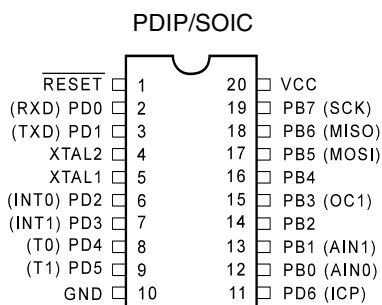 PDIP/SOIC
RESET 1 20 VCC
(RXD) PD0 2 19 PB7 (SCK)
(TXD) PD1 3 18 PB6 (MISO)
XTAL2 4 17 PB5 (MOSI)
XTAL1 5 16 PB4
(INT0) PD2 6 15 PB3 (OC1)
(INT1) PD3 7 14 PB2
(T0) PD4 8 13 PB1 (AIN1)
(T1) PD5 9 12 PB0 (AIN0)
GND 10 11 PD6 (ICP)